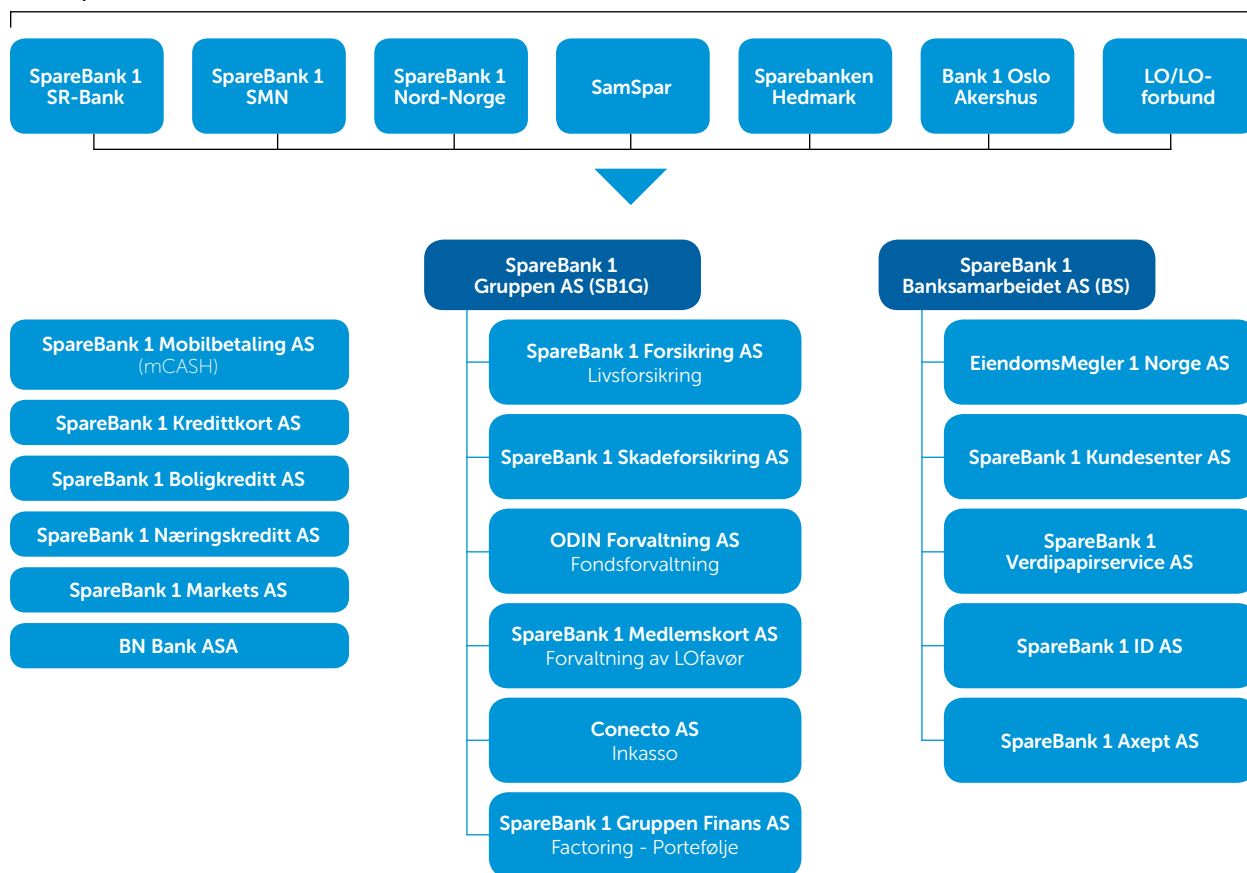 SpareBank 1
SR-Bank
SpareBank 1
SMN
SpareBank 1
Nord-Norge
SamSpar
Sparebanken
Hedmark
Bank 1 Oslo
Akershus
LO/LO-
forbund
SpareBank 1 Mobilbetaling AS
(mCASH)
SpareBank 1 Kredittkort AS
SpareBank 1 Boligkreditt AS
SpareBank 1 Næringskreditt AS
SpareBank 1 Markets AS
BN Bank ASA
SpareBank 1
Gruppen AS (SB1G)
SpareBank 1 Forsikring AS
Livsforsikring
SpareBank 1 Skadeforsikring AS
ODIN Forvaltning AS
Fondsforvaltning
SpareBank 1 Medlemskort AS
Forvaltning av LOfavør
Conecto AS
Inkasso
SpareBank 1 Gruppen Finans AS
Factoring - Portefølje
SpareBank 1
Banksamarbeidet AS (BS)
EiendomsMegler 1 Norge AS
SpareBank 1 Kundesenter AS
SpareBank 1
Verdipapirservice AS
SpareBank 1 ID AS
SpareBank 1 Axept AS